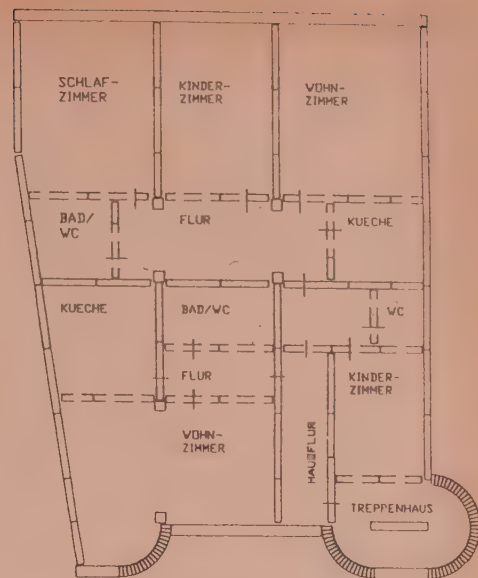 SCHLAF-
ZIMMER
KINDER-
ZIMMER
WOHN-
ZIMMER
BAD/
WC
FLUR
KUECHE
KUECHE
BAD/WC
WC
FLUR
KINDER-
ZIMMER
WOHN-
ZIMMER
HAUSFLUR
TREPPENHAUS